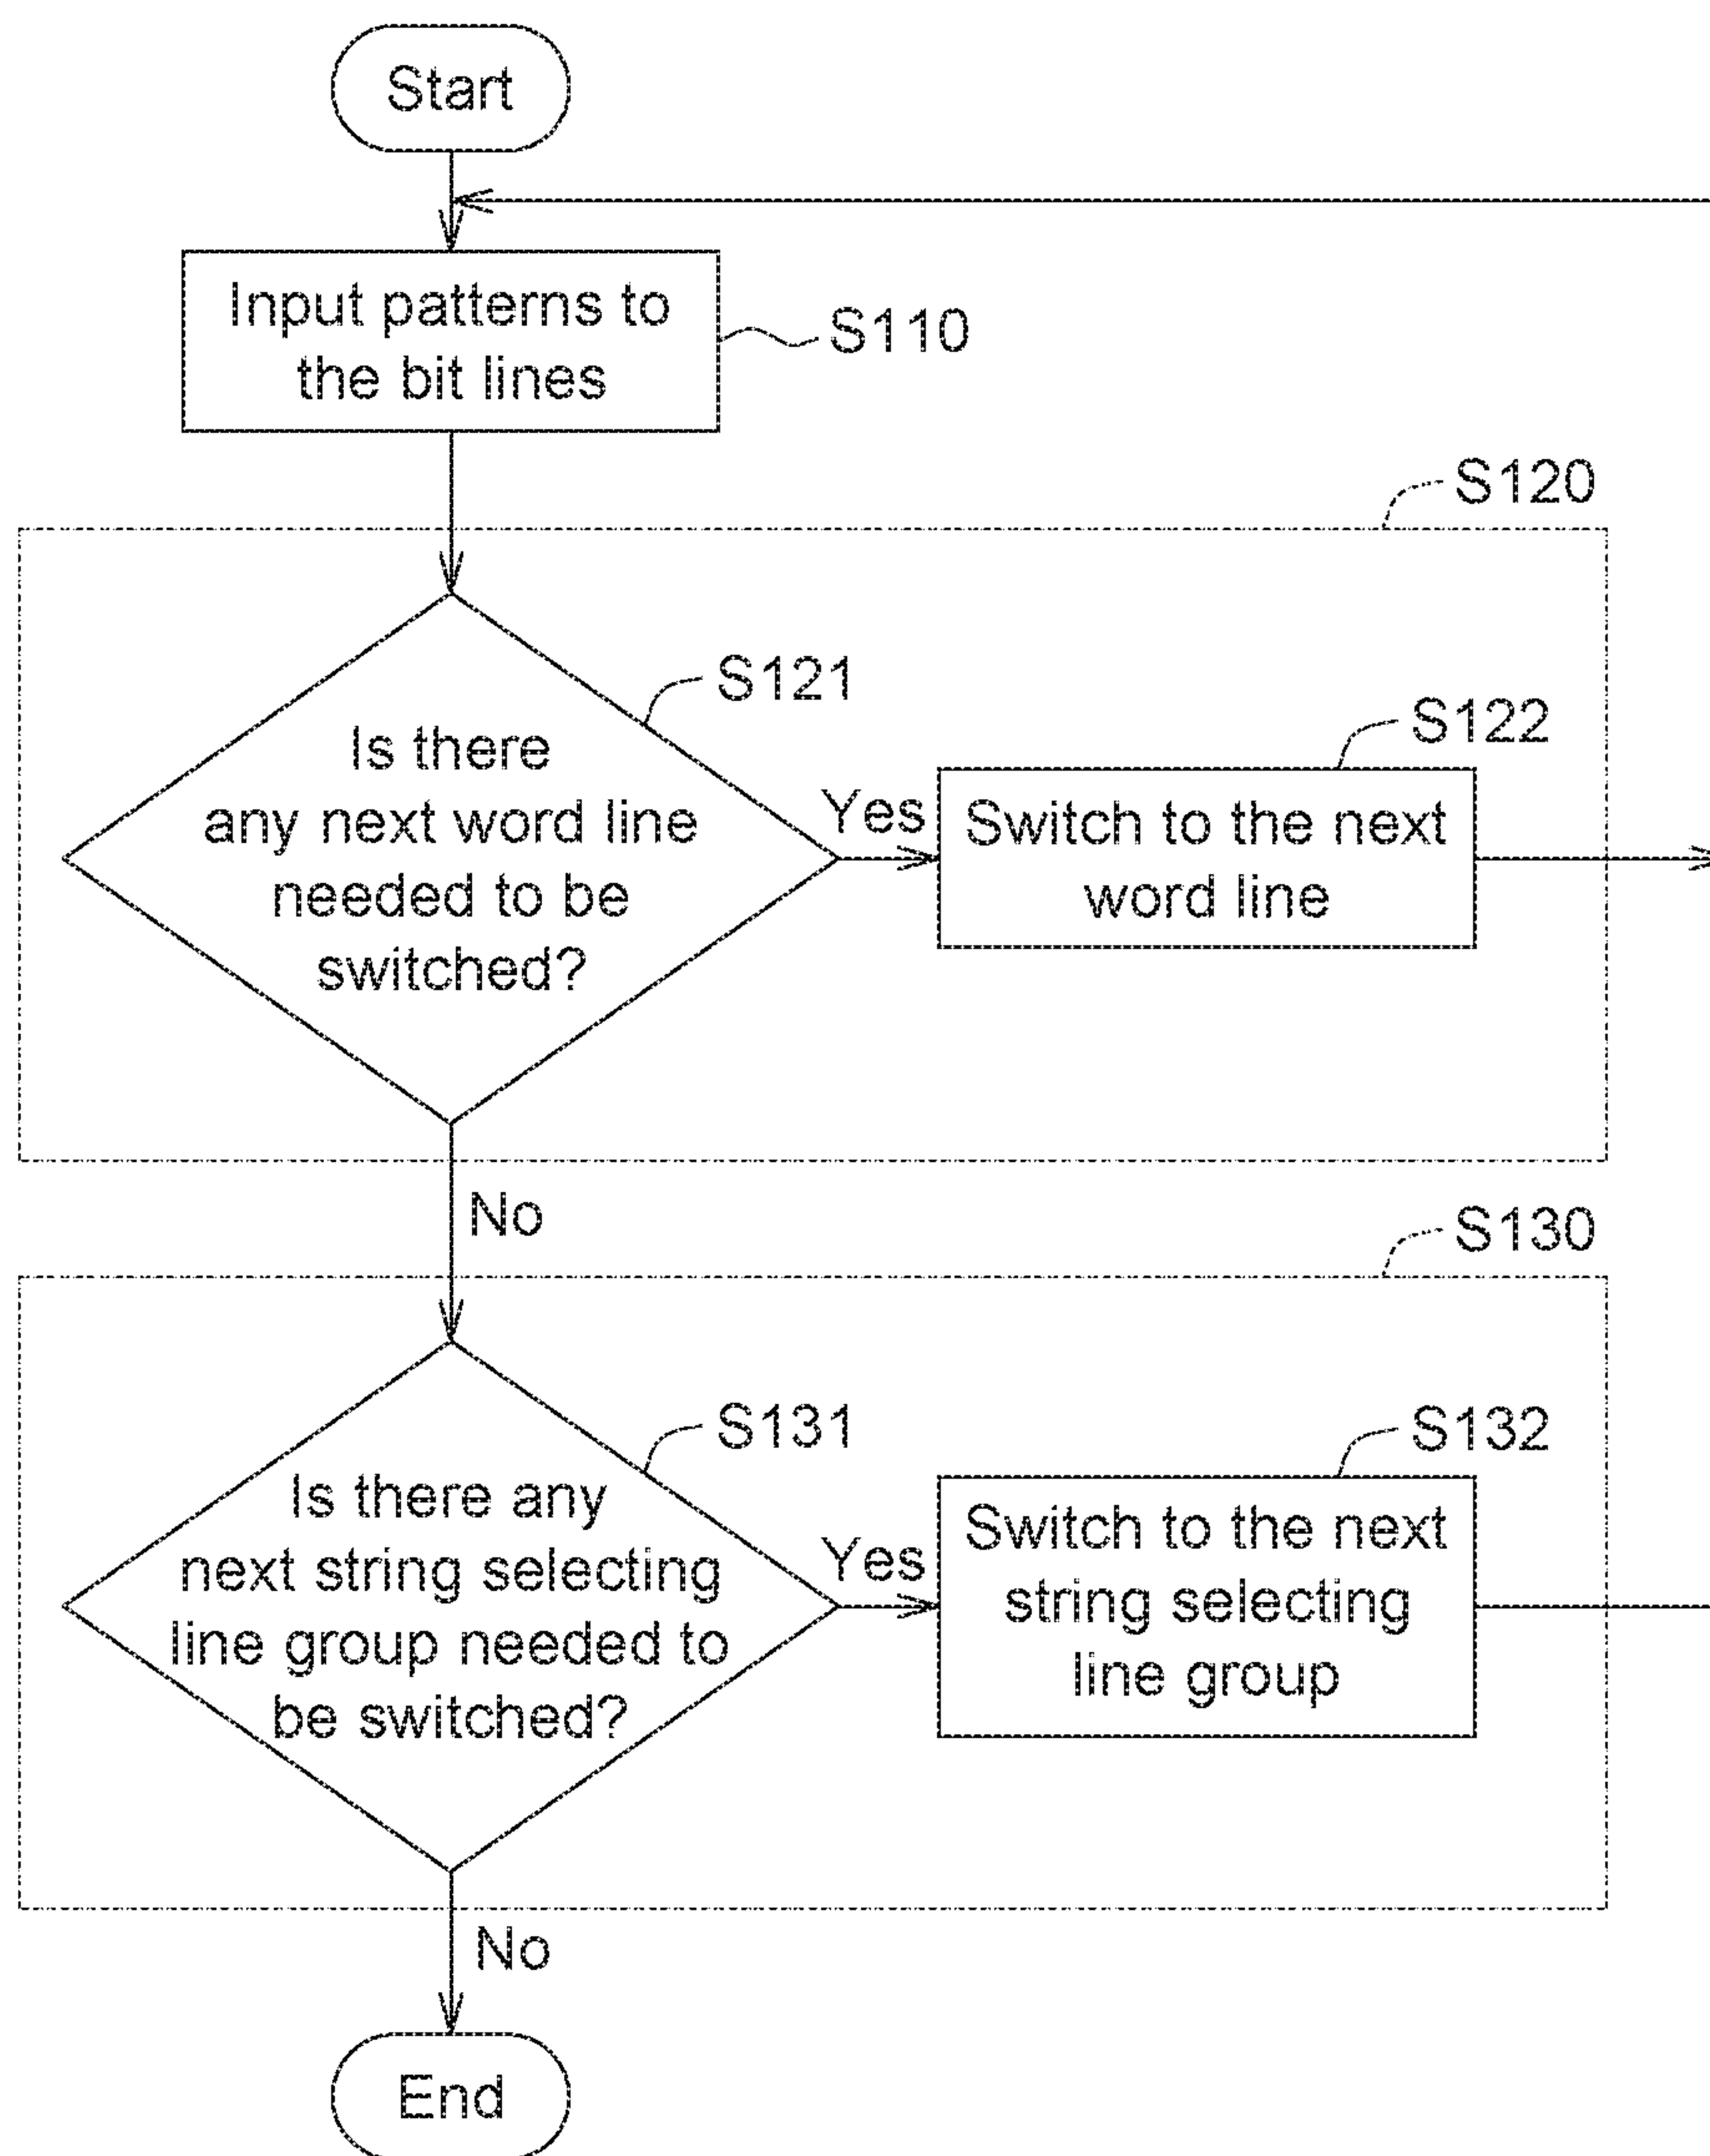 Start
Input patterns to
the bit lines
S110
S120
S121
Is there
any next word line
needed to be
switched?
Yes
S122
Switch to the next
word line
No
S130
S131
Is there any
next string selecting
line group needed to
be switched?
Yes
S132
Switch to the next
string selecting
line group
No
End